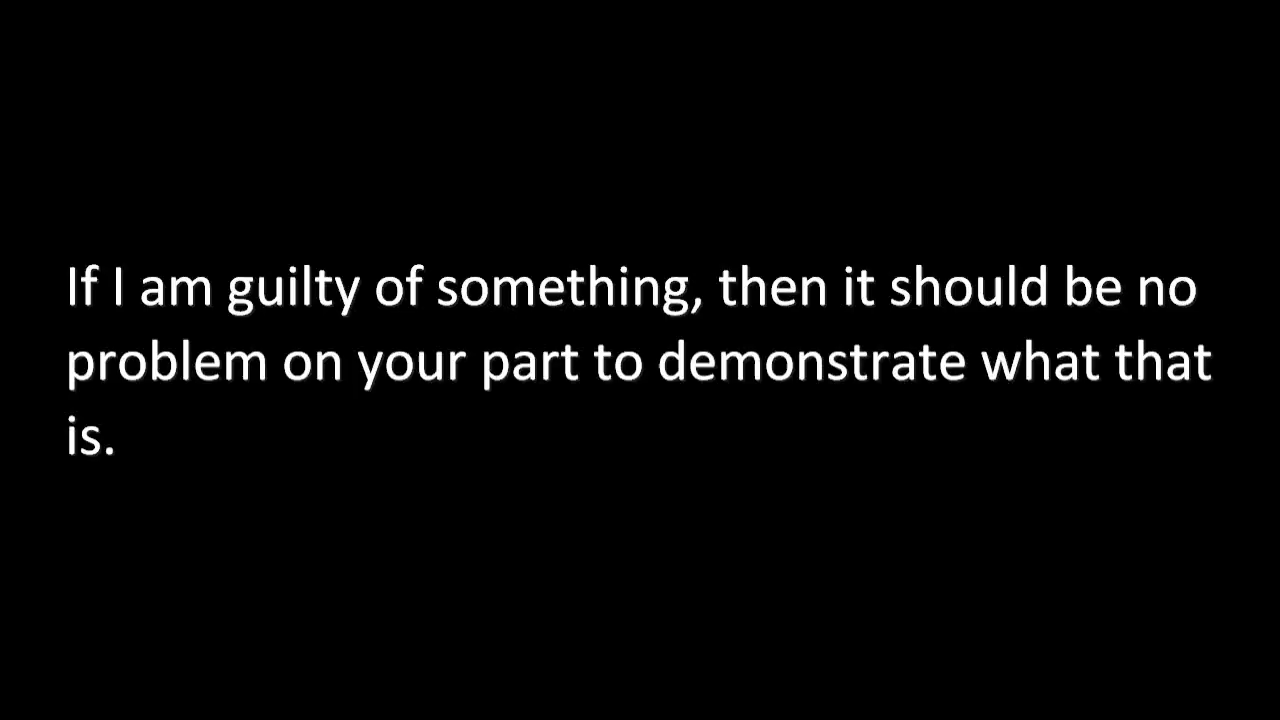 If I am guilty of something, then it should be no
problem on your part to demonstrate what that
is.